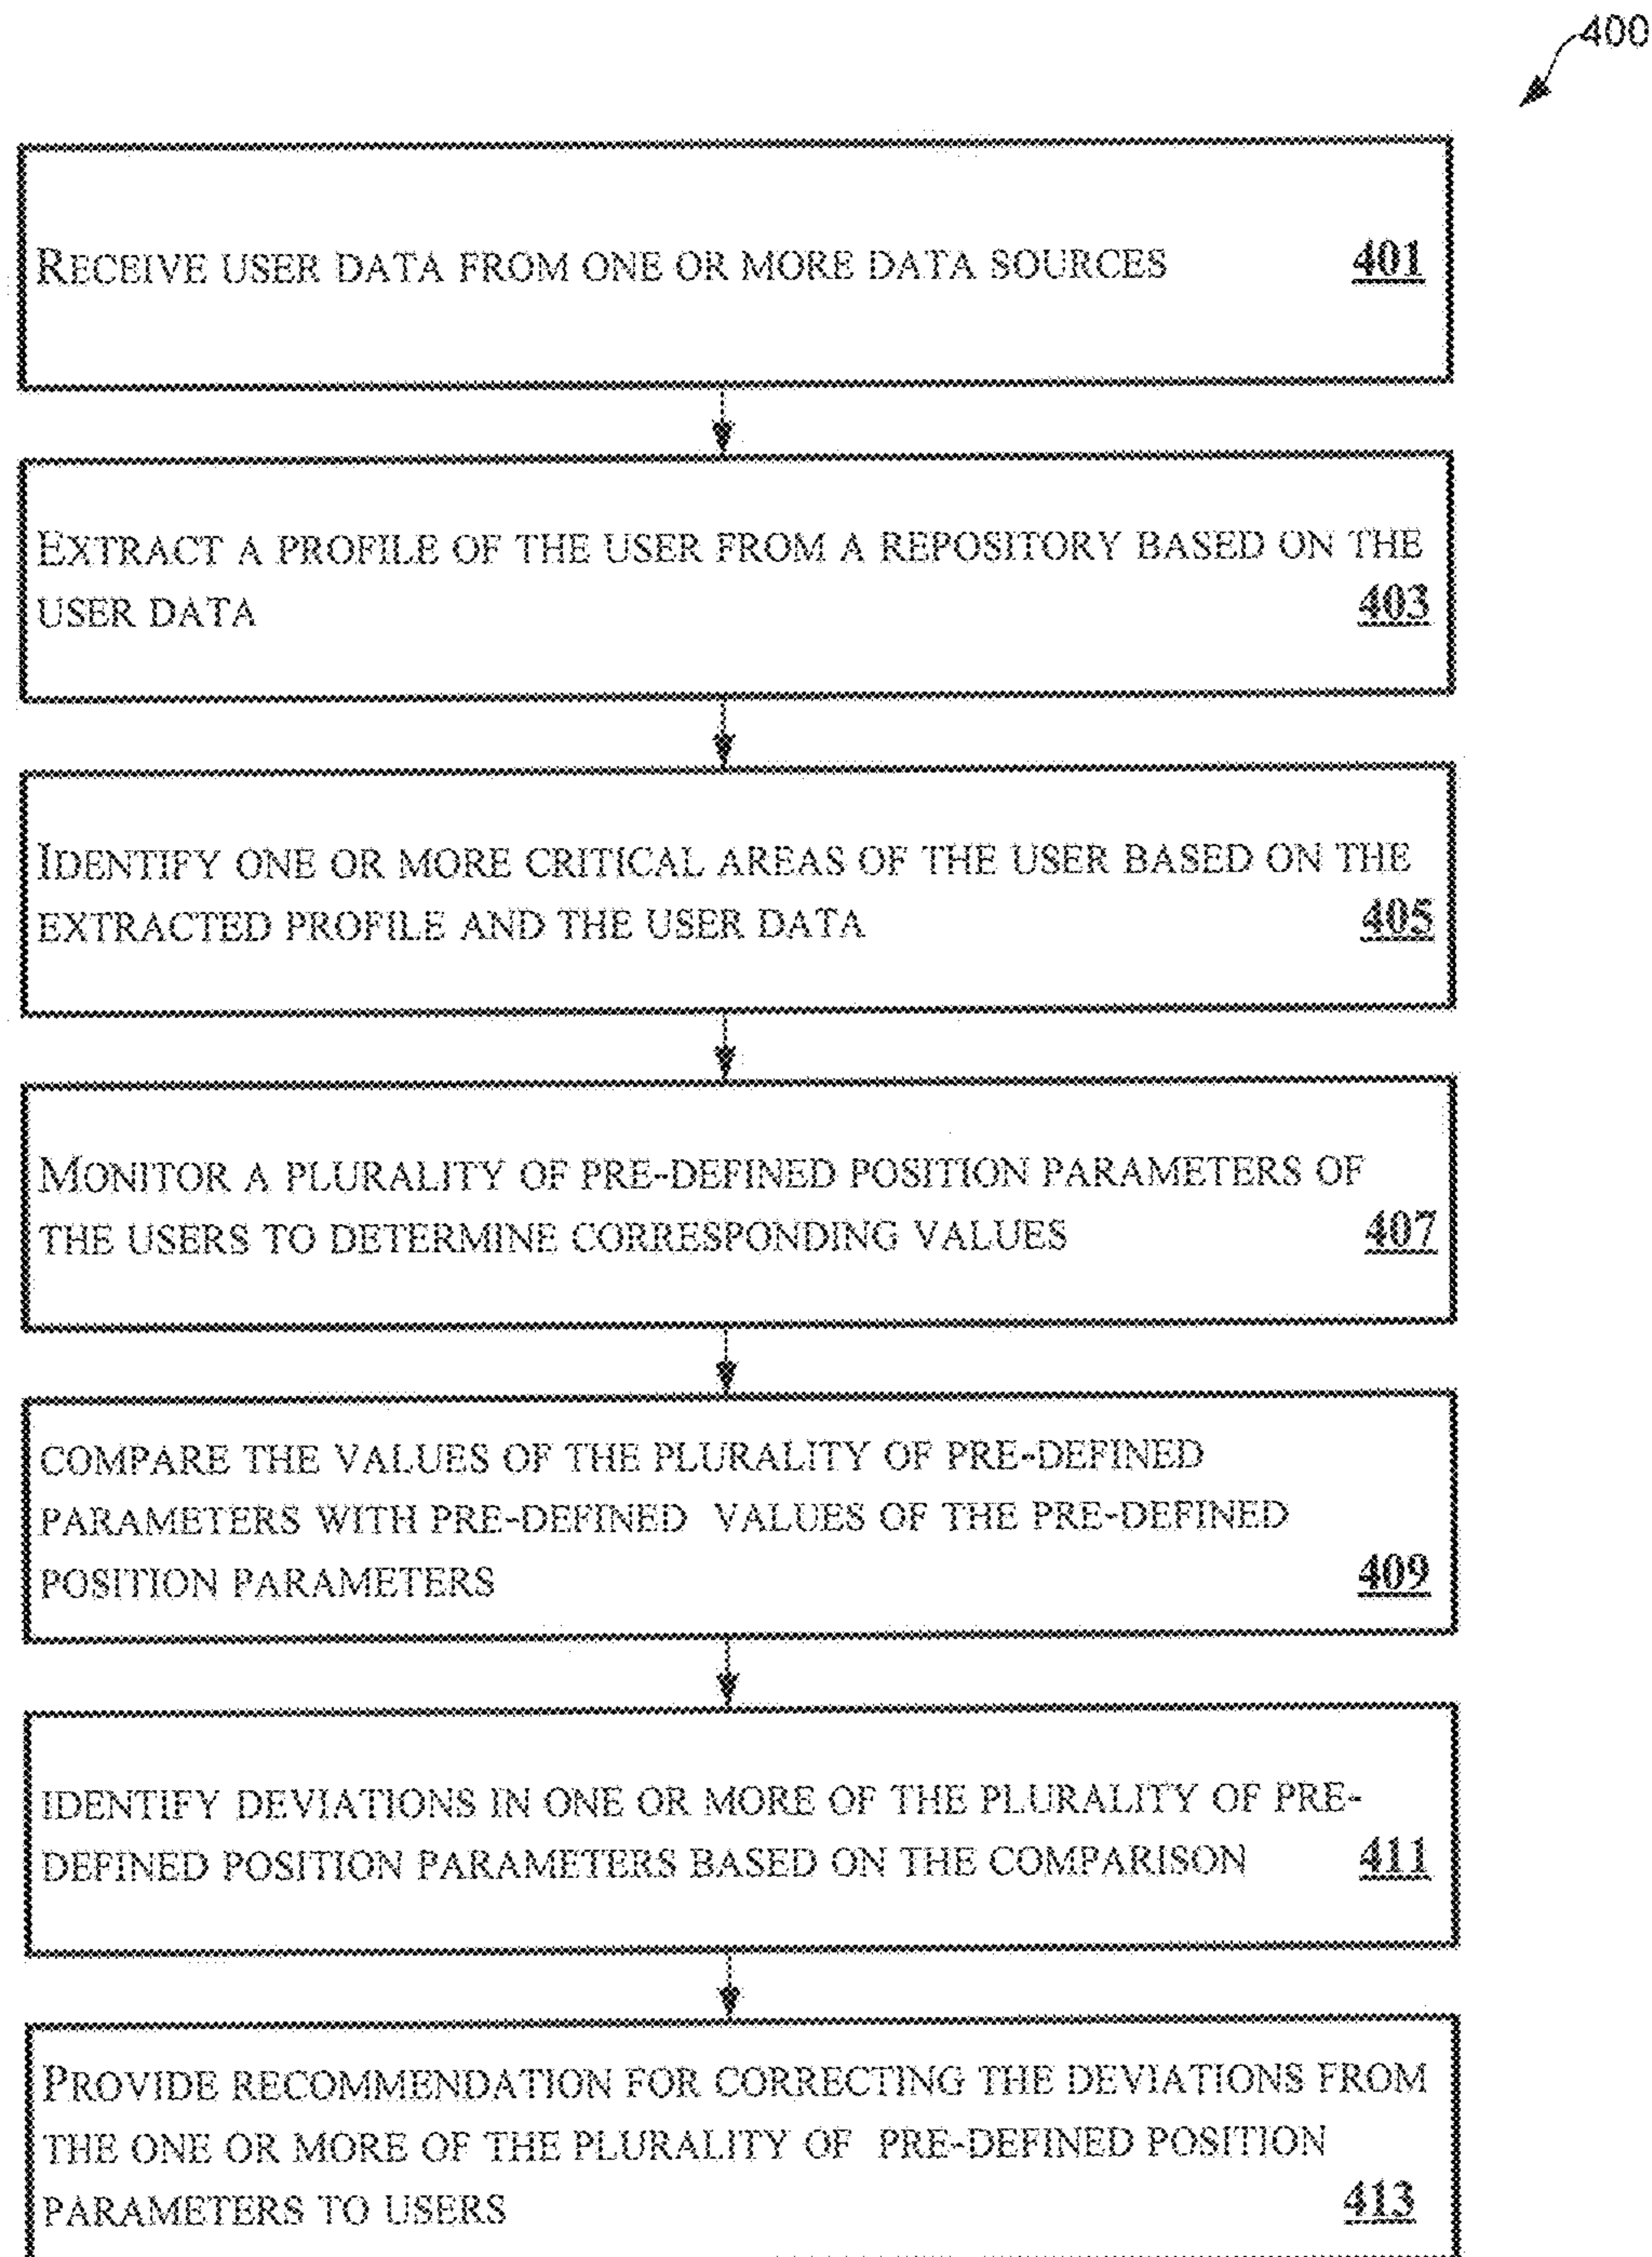 400
RECEIVE USER DATA FROM ONE OR MORE DATA SOURCES 401
EXTRACT A PROFILE OF THE USER FROM A REPOSITORY BASED ON THE
USER DATA 403
IDENTIFY ONE OR MORE CRITICAL AREAS OF THE USER BASED ON THE
EXTRACTED PROFILE AND THE USER DATA 405
MONITOR A PLURALITY OF PRE-DEFINED POSITION PARAMETERS OF
THE USERS TO DETERMINE CORRESPONDING VALUES 407
COMPARE THE VALUES OF THE PLURALITY OF PRE-DEFINED
PARAMETERS WITH PRE-DEFINED VALUES OF THE PRE-DEFINED
POSITION PARAMETERS 409
IDENTIFY DEVIATIONS IN ONE OR MORE OF THE PLURALITY OF PRE-
DEFINED POSITION PARAMETERS BASED ON THE COMPARISON 411
PROVIDE RECOMMENDATION FOR CORRECTING THE DEVIATIONS FROM
THE ONE OR MORE OF THE PLURALITY OF PRE-DEFINED POSITION
PARAMETERS TO USERS 413